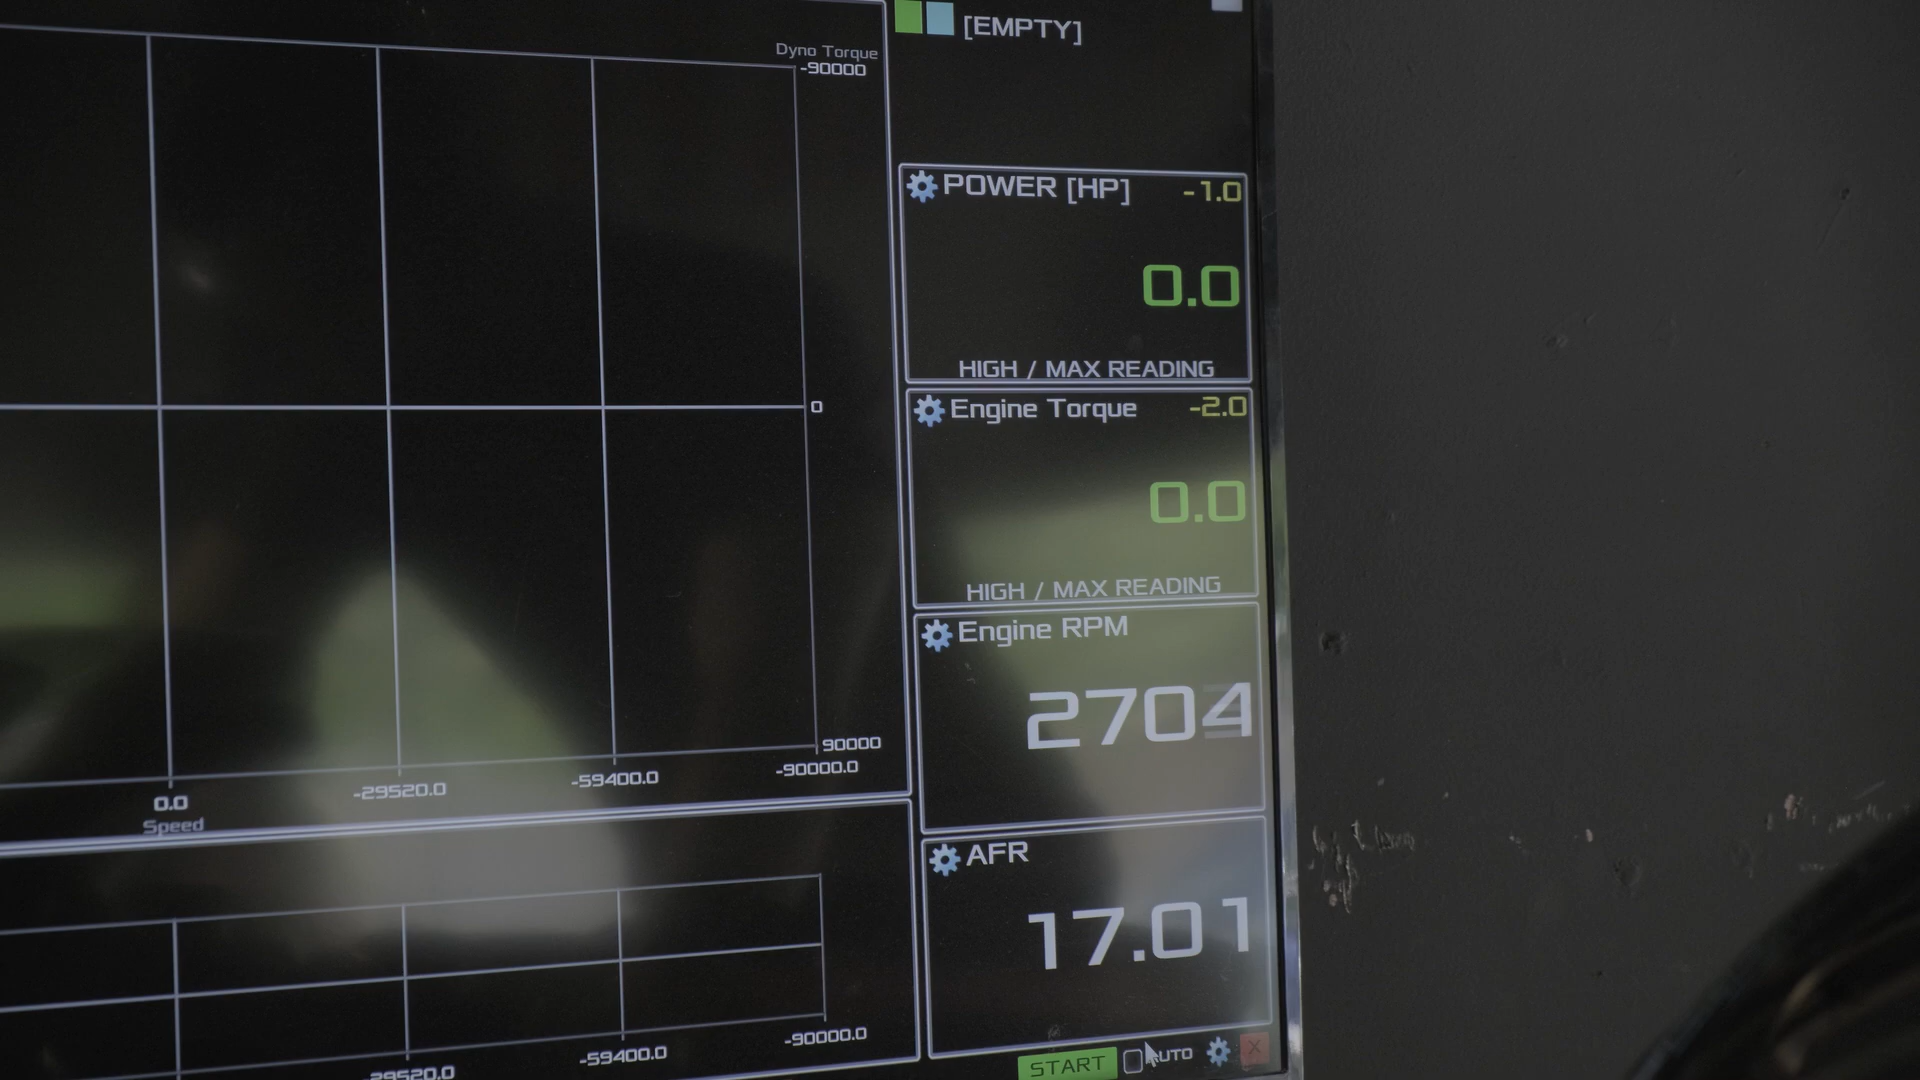 [EMPTY]
Dyno Torque
-90000
POWER [HP] -1.0
0.0
HIGH / MAX READING
0
Engine Torque -2.0
0.0
HIGH / MAX READING
Engine RPM
2704
90000
0.0 -29520.0 -59400.0 -90000.0
Speed
AFR
17.01
-29520.0 -59400.0 -90000.0
START AUTO X